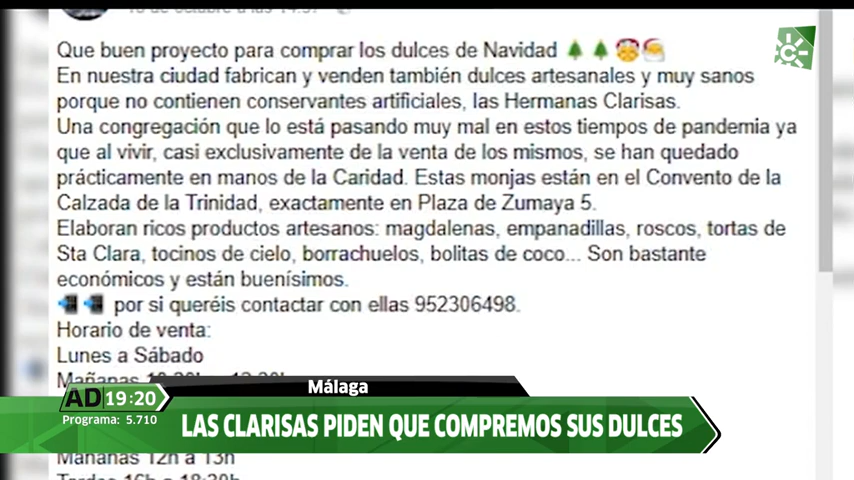 Que buen proyecto para comprar los dulces de Navidad
En nuestra ciudad fabrican y venden también dulces artesanales y muy sanos
porque no contienen conservantes artificiales, las Hermanas Clarisas.
Una congregación que lo está pasando muy mal en estos tiempos de pandemia ya
que al vivir, casi exclusivamente de la venta de los mismos, se han quedado
prácticamente en manos de la Caridad. Estas monjas están en el Convento de la
Calzada de la Trinidad, exactamente en Plaza de Zumaya 5.
Elaboran ricos productos artesanos: magdalenas, empanadillas, roscos, tortas de
Sta Clara, tocinos de cielo, borrachuelos, bolitas de coco... Son bastante
económicos y están buenísimos.
por si queréis contactar con ellas 952306498.
Horario de venta:
Lunes a Sábado
Mañanas
Málaga
AD 19:20
Programa: 5.710
LAS CLARISAS PIDEN QUE COMPREMOS SUS DULCES
Mañanas 12h a 13h